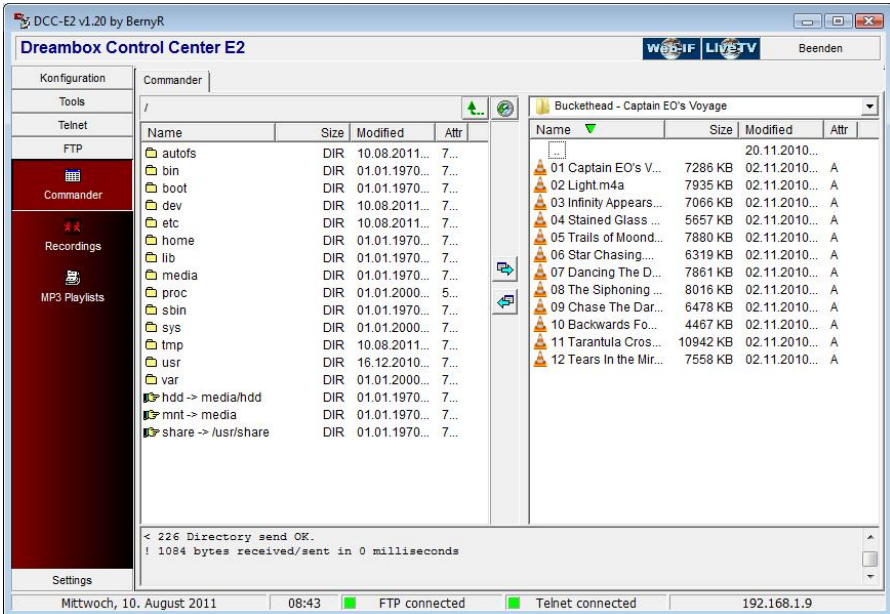 DCC-E2 v1.20 by BernyR
Dreambox Control Center E2
Web-IF
LiveTV
Beenden
Konfiguration
Tools
Telnet
FTP
Commander
Recordings
MP3 Playlists
Settings
Commander
/
Name Size Modified Attr
autofs DIR 10.08.2011... 7...
bin DIR 01.01.1970... 7...
boot DIR 01.01.1970... 7...
dev DIR 10.08.2011... 7...
etc DIR 10.08.2011... 7...
home DIR 01.01.1970... 7...
lib DIR 01.01.1970... 7...
media DIR 01.01.1970... 7...
proc DIR 01.01.2000... 5...
sbin DIR 01.01.1970... 7...
sys DIR 01.01.2000... 7...
tmp DIR 10.08.2011... 7...
usr DIR 16.12.2010... 7...
var DIR 01.01.2000... 7...
hdd -> media/hdd DIR 01.01.1970... 7...
mnt -> media DIR 01.01.1970... 7...
share -> /usr/share DIR 01.01.1970... 7...
Buckethead - Captain EO's Voyage
Name Size Modified Attr
.. 20.11.2010...
01 Captain EO's V... 7286 KB 02.11.2010... A
02 Light.m4a 7935 KB 02.11.2010... A
03 Infinity Appears... 7066 KB 02.11.2010... A
04 Stained Glass ... 5657 KB 02.11.2010... A
05 Trails of Moond... 7880 KB 02.11.2010... A
06 Star Chasing.... 6319 KB 02.11.2010... A
07 Dancing The D... 7861 KB 02.11.2010... A
08 The Siphoning ... 8016 KB 02.11.2010... A
09 Chase The Dar... 6478 KB 02.11.2010... A
10 Backwards Fo... 4467 KB 02.11.2010... A
11 Tarantula Cros... 10942 KB 02.11.2010... A
12 Tears In the Mir... 7558 KB 02.11.2010... A
< 226 Directory send OK.
! 1084 bytes received/sent in 0 milliseconds
Mittwoch, 10. August 2011 08:43 FTP connected Telnet connected 192.168.1.9